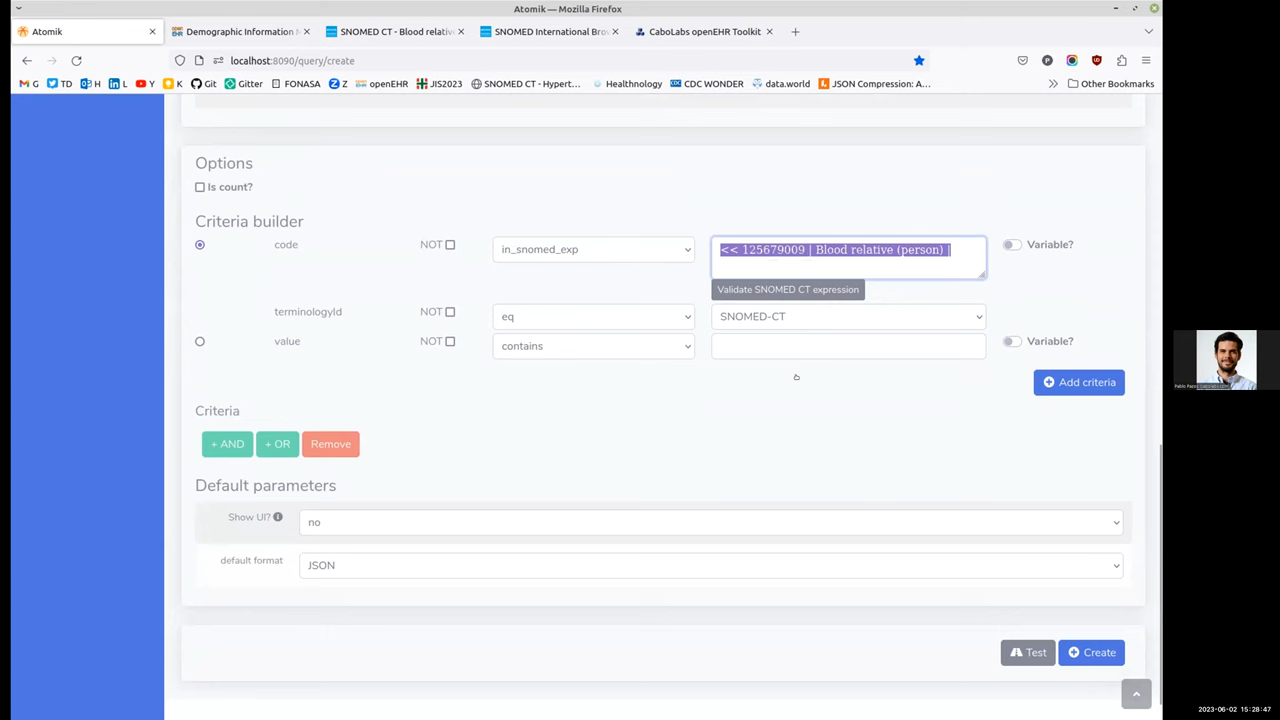 Atomik — Mozilla Firefox
Atomik
Demographic Information M
SNOMED CT - Blood relativ
SNOMED International Bro
CaboLabs openEHR Toolkit
localhost:8090/query/create
G TD H L Y K Git Gitter FONASA Z openEHR JIS2023 SNOMED CT - Hypert... Healthnology CDC WONDER data.world JSON Compression: A... Other Bookmarks
Options
Is count?
Criteria builder
code NOT in_snomed_exp << 125679009 | Blood relative (person) | Variable?
Validate SNOMED CT expression
terminologyId NOT eq SNOMED-CT
value NOT contains Variable?
Add criteria
Criteria
+ AND + OR Remove
Default parameters
Show UI? no
default format JSON
Test Create
2023-06-02 15:28:47